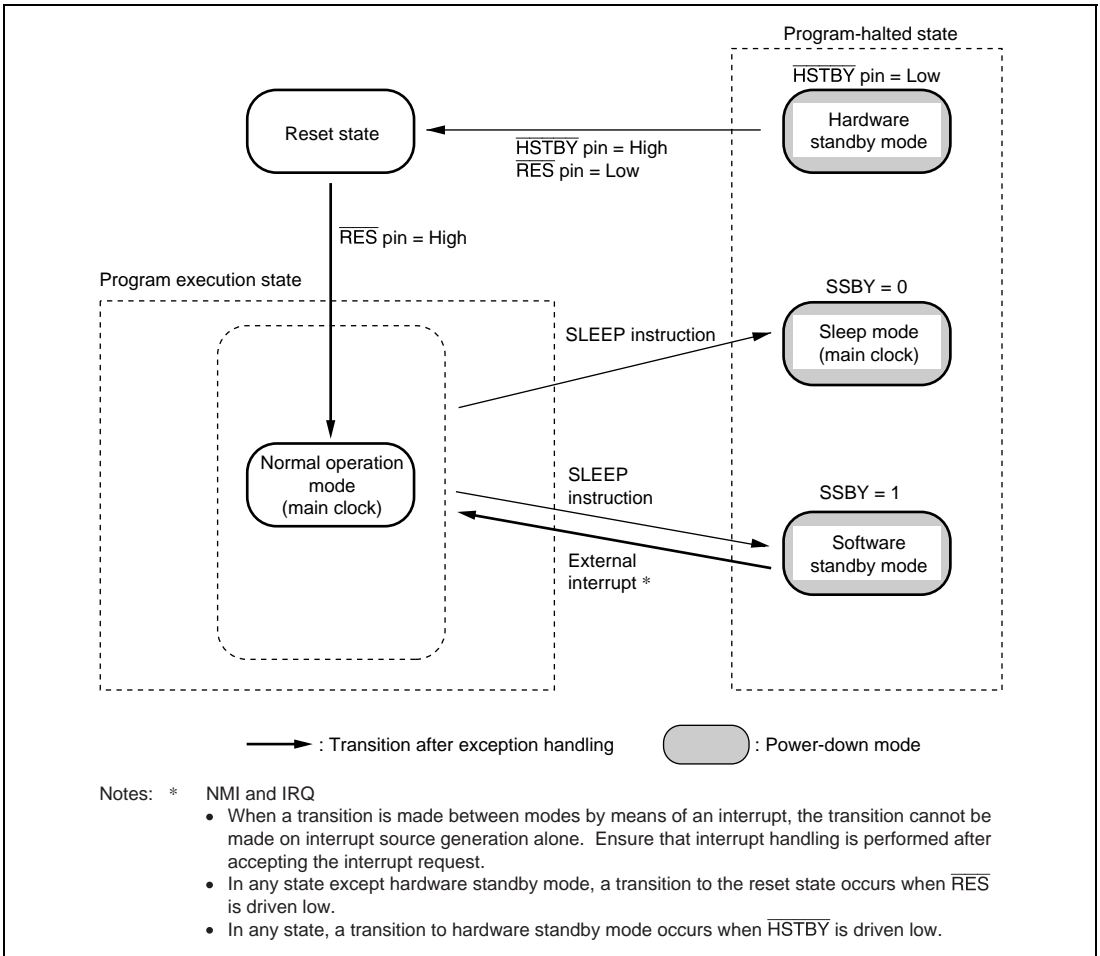 Program-halted state
H̅S̅T̅B̅Y̅ pin = Low
Hardware
standby mode
Reset state
H̅S̅T̅B̅Y̅ pin = High
R̅E̅S̅ pin = Low
R̅E̅S̅ pin = High
Program execution state
SSBY = 0
SLEEP instruction
Sleep mode
(main clock)
Normal operation
mode
(main clock)
SLEEP
instruction
SSBY = 1
Software
standby mode
External
interrupt *
: Transition after exception handling
: Power-down mode
Notes: * NMI and IRQ
• When a transition is made between modes by means of an interrupt, the transition cannot be
made on interrupt source generation alone. Ensure that interrupt handling is performed after
accepting the interrupt request.
• In any state except hardware standby mode, a transition to the reset state occurs when R̅E̅S̅
is driven low.
• In any state, a transition to hardware standby mode occurs when H̅S̅T̅B̅Y̅ is driven low.